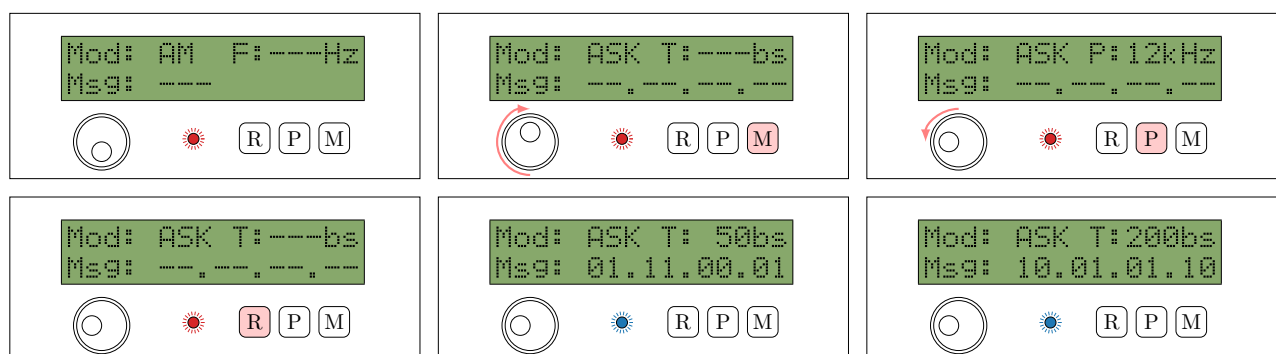 Mod: AM  F:---Hz
Msg: ---
R P M
Mod: ASK T:---bs
Msg: --.--.--.--
R P M
Mod: ASK P:12kHz
Msg: --.--.--.--
R P M
Mod: ASK T:---bs
Msg: --.--.--.--
R P M
Mod: ASK T: 50bs
Msg: 01.11.00.01
R P M
Mod: ASK T:200bs
Msg: 10.01.01.10
R P M